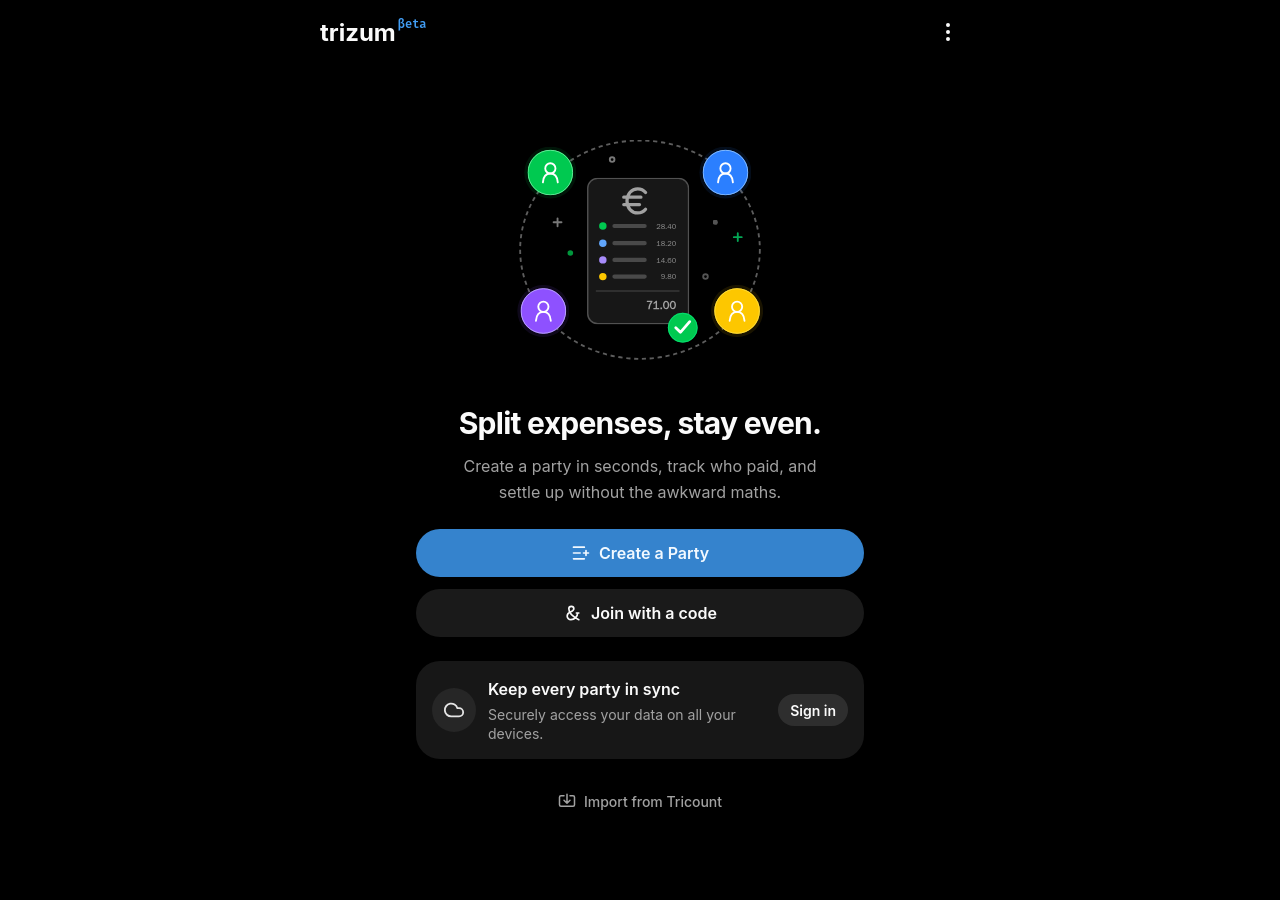 trizum βeta
€
28.40
18.20
14.60
9.80
71.00
Split expenses, stay even.
Create a party in seconds, track who paid, and
settle up without the awkward maths.
Create a Party
& Join with a code
Keep every party in sync
Securely access your data on all your
devices.
Sign in
Import from Tricount